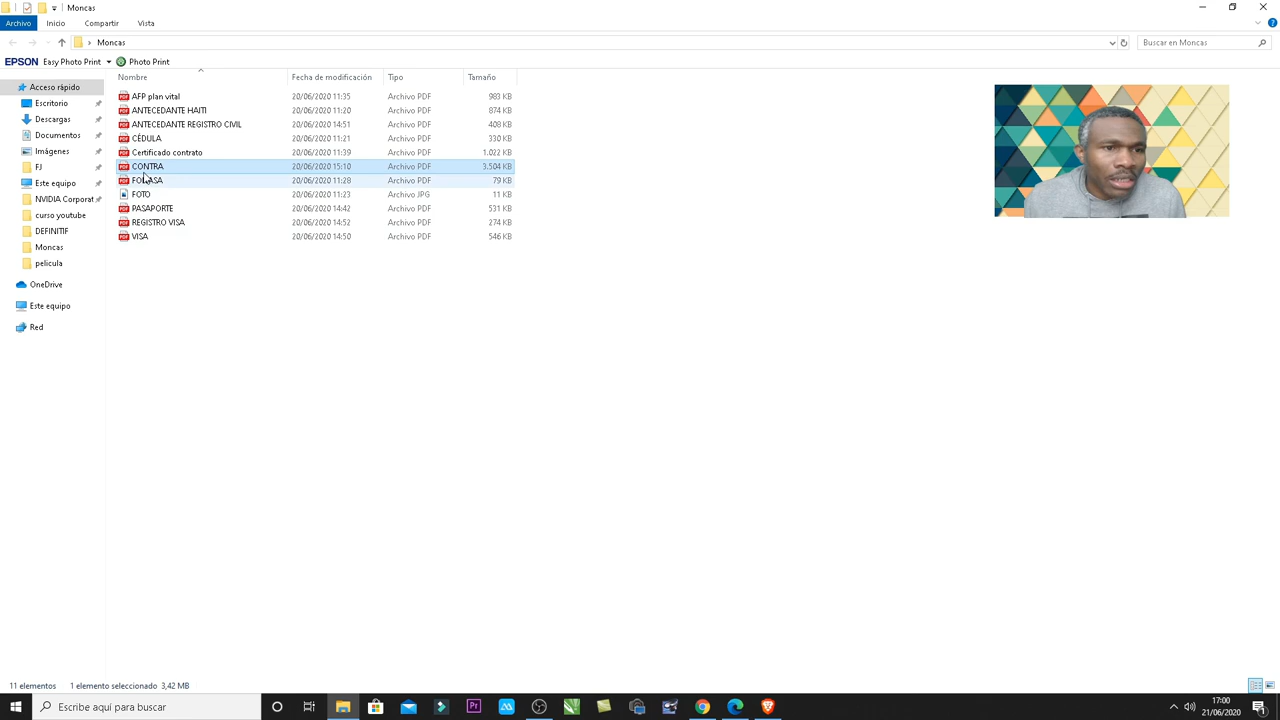 Moncas
Archivo Inicio Compartir Vista
Moncas
Buscar en Moncas
EPSON Easy Photo Print Photo Print
Nombre Fecha de modificación Tipo Tamaño
Acceso rápido
Escritorio
Descargas
Documentos
Imágenes
FJ
Este equipo
NVIDIA Corporat
curso youtube
DEFINITIF
Moncas
pelicula
OneDrive
Este equipo
Red
AFP plan vital 20/06/2020 11:35 Archivo PDF 983 KB
ANTECEDANTE HAITI 20/06/2020 11:20 Archivo PDF 874 KB
ANTECEDANTE REGISTRO CIVIL 20/06/2020 14:51 Archivo PDF 408 KB
CÉDULA 20/06/2020 11:21 Archivo PDF 330 KB
Certificado contrato 20/06/2020 11:39 Archivo PDF 1.022 KB
CONTRA 20/06/2020 15:10 Archivo PDF 3.504 KB
20/06/2020 11:28 Archivo PDF 79 KB
FOTO 20/06/2020 11:23 Archivo JPG 11 KB
PASAPORTE 20/06/2020 14:42 Archivo PDF 531 KB
REGISTRO VISA 20/06/2020 14:52 Archivo PDF 274 KB
VISA 20/06/2020 14:50 Archivo PDF 546 KB
11 elementos 1 elemento seleccionado 3,42 MB
Escribe aquí para buscar
Pr
17:00
21/06/2020
1